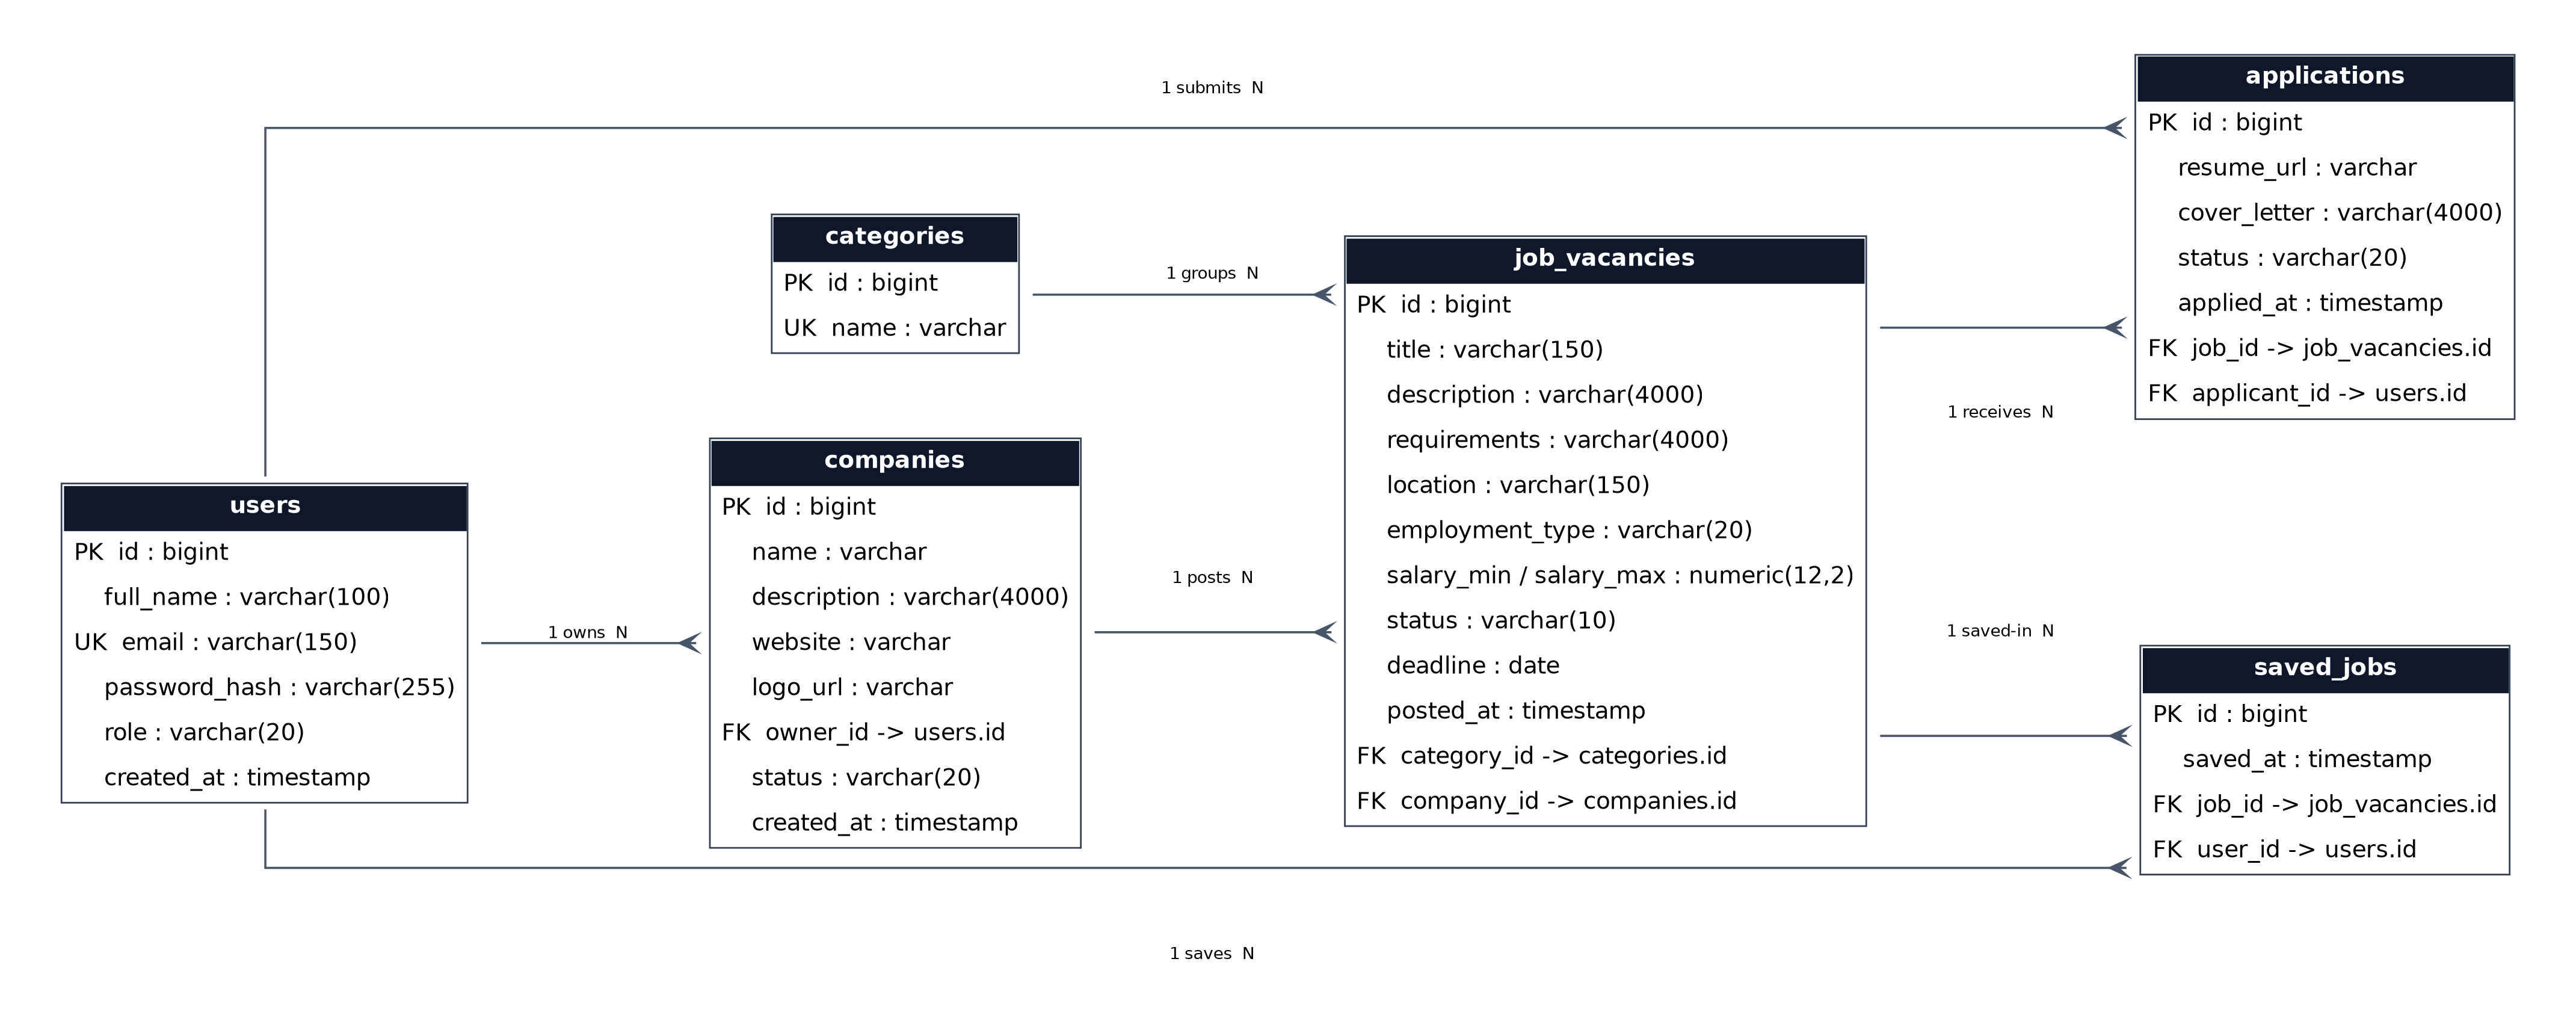 1 submits N
applications
PK id : bigint
resume_url : varchar
cover_letter : varchar(4000)
status : varchar(20)
applied_at : timestamp
FK job_id -> job_vacancies.id
FK applicant_id -> users.id
categories
PK id : bigint
UK name : varchar
1 groups N
job_vacancies
PK id : bigint
title : varchar(150)
description : varchar(4000)
requirements : varchar(4000)
location : varchar(150)
employment_type : varchar(20)
salary_min / salary_max : numeric(12,2)
status : varchar(10)
deadline : date
posted_at : timestamp
FK category_id -> categories.id
FK company_id -> companies.id
1 receives N
users
PK id : bigint
full_name : varchar(100)
UK email : varchar(150)
password_hash : varchar(255)
role : varchar(20)
created_at : timestamp
1 owns N
companies
PK id : bigint
name : varchar
description : varchar(4000)
website : varchar
logo_url : varchar
FK owner_id -> users.id
status : varchar(20)
created_at : timestamp
1 posts N
1 saved-in N
saved_jobs
PK id : bigint
saved_at : timestamp
FK job_id -> job_vacancies.id
FK user_id -> users.id
1 saves N